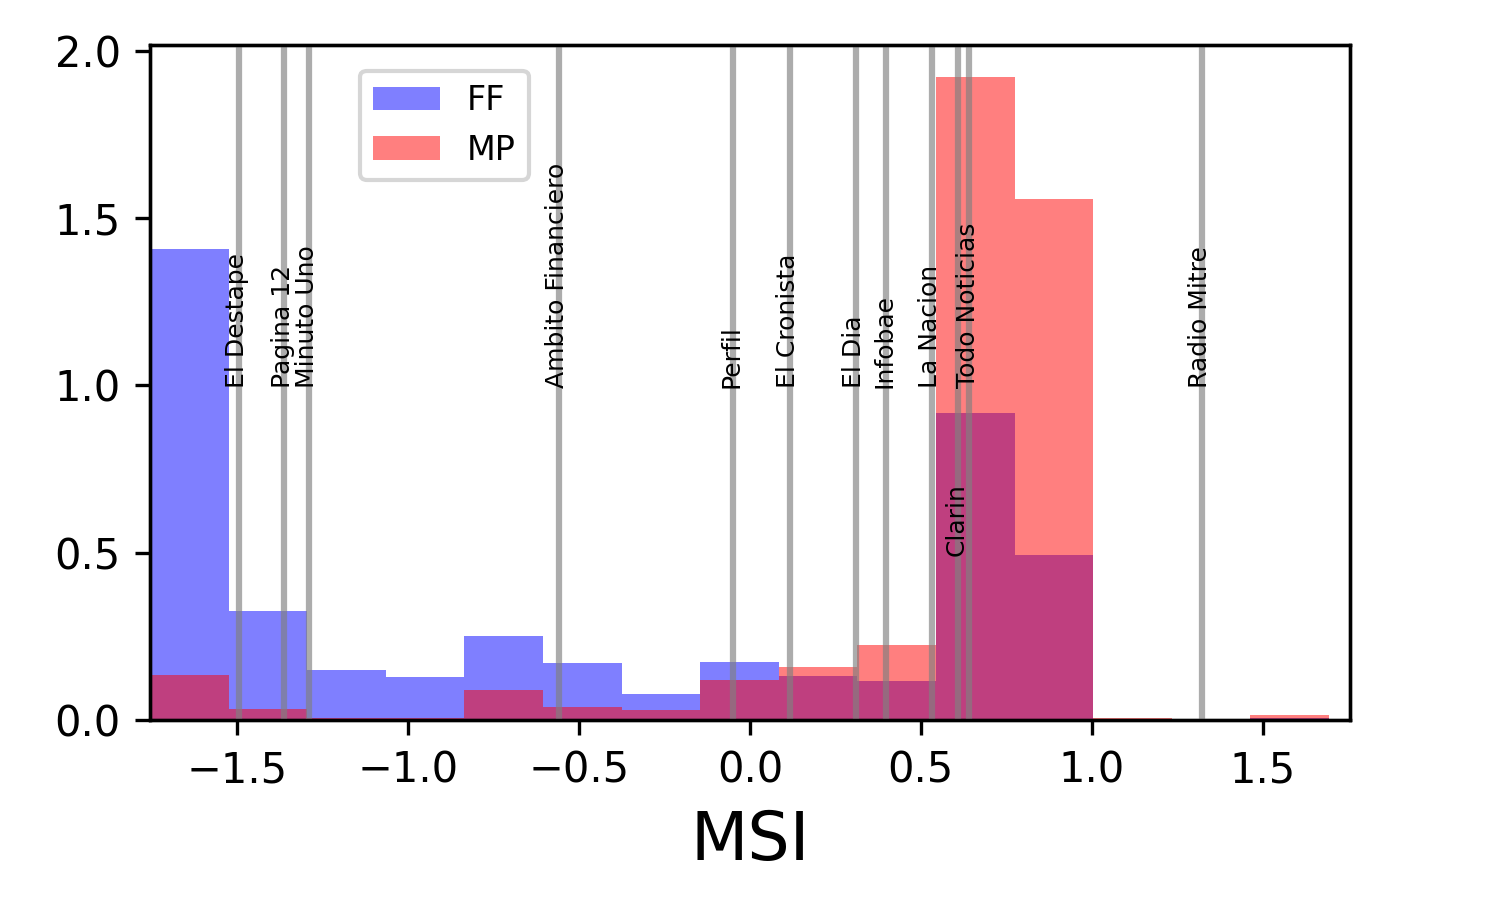 2.0
1.5
1.0
0.5
0.0
FF
MP
El Destape
Pagina 12
Minuto Uno
Ambito Financiero
Perfil
El Cronista
El Dia
Infobae
La Nacion
Clarin
Todo Noticias
Radio Mitre
−1.5 −1.0 −0.5 0.0 0.5 1.0 1.5
MSI